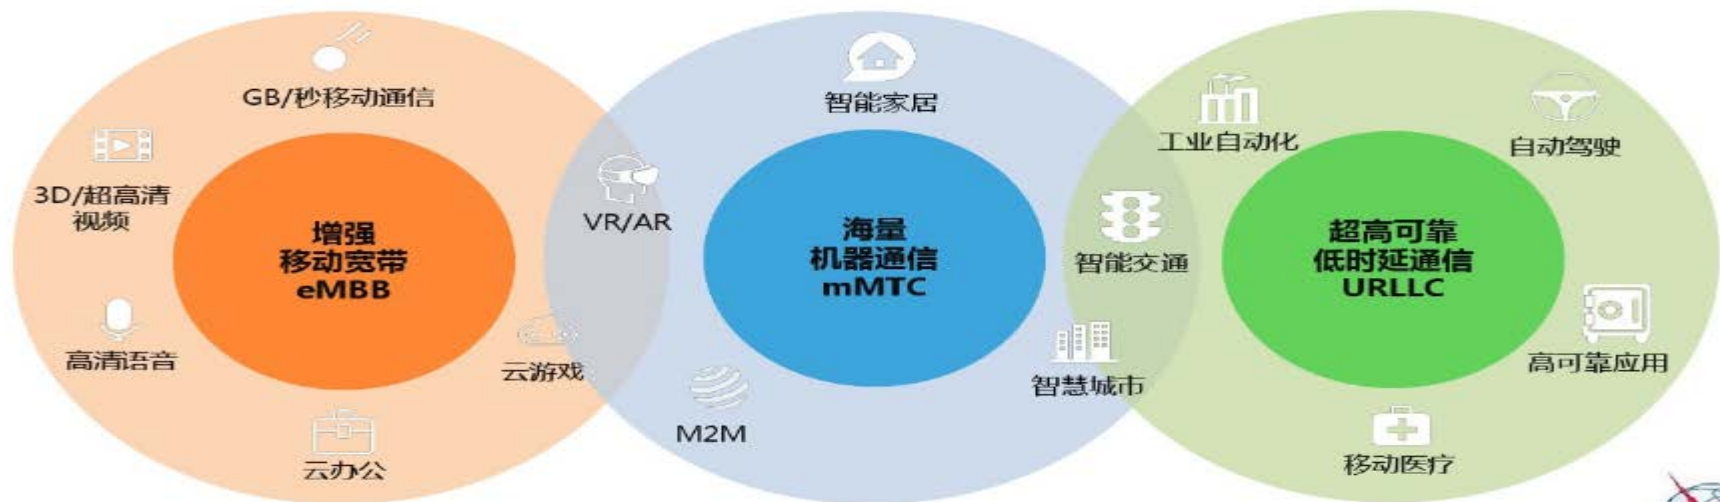 GB/秒移动通信
3D/超高清
视频
增强
移动宽带
eMBB
高清语音
云游戏
云办公
VR/AR
智能家居
海量
机器通信
mMTC
M2M
智慧城市
智能交通
工业自动化
自动驾驶
超高可靠
低时延通信
URLLC
高可靠应用
移动医疗